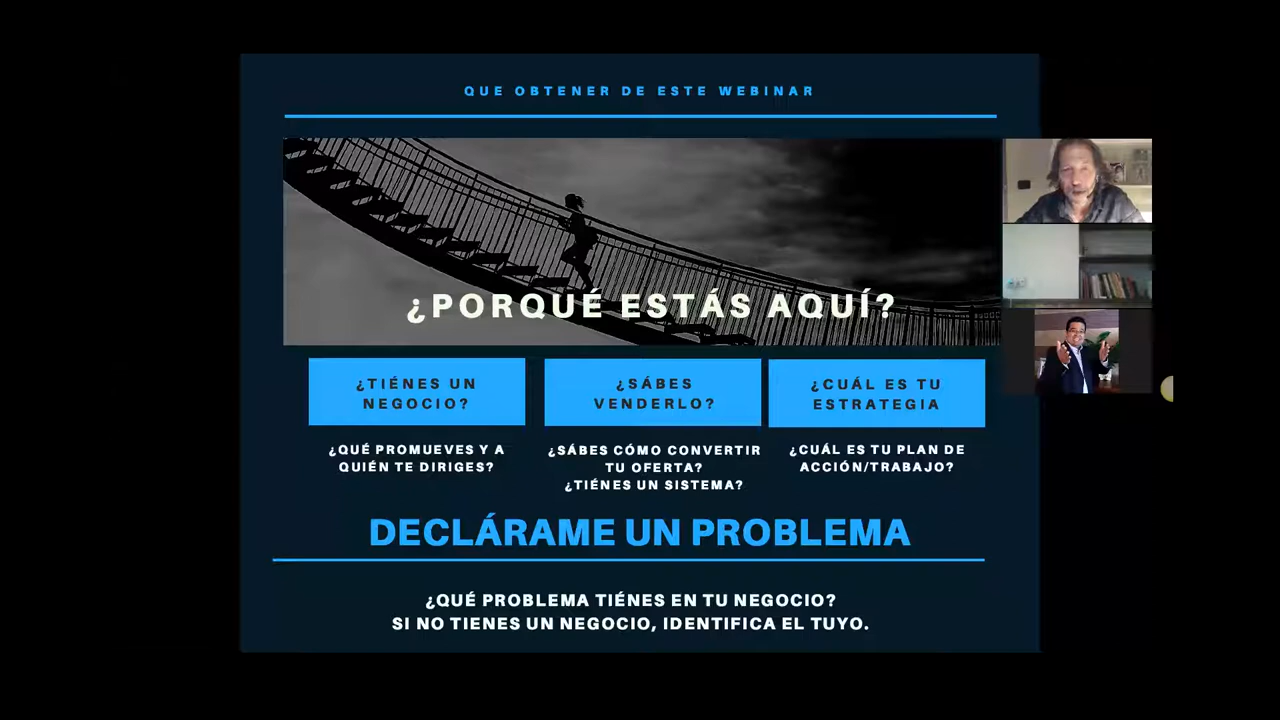 QUE OBTENER DE ESTE WEBINAR
¿PORQUÉ ESTÁS AQUÍ?
¿TIÉNES UN
NEGOCIO?
¿QUÉ PROMUEVES Y A
QUIÉN TE DIRIGES?
¿SÁBES
VENDERLO?
¿SÁBES CÓMO CONVERTIR
TU OFERTA?
¿TIÉNES UN SISTEMA?
¿CUÁL ES TU
ESTRATEGIA
¿CUÁL ES TU PLAN DE
ACCIÓN/TRABAJO?
DECLÁRAME UN PROBLEMA
¿QUÉ PROBLEMA TIÉNES EN TU NEGOCIO?
SI NO TIENES UN NEGOCIO, IDENTIFICA EL TUYO.